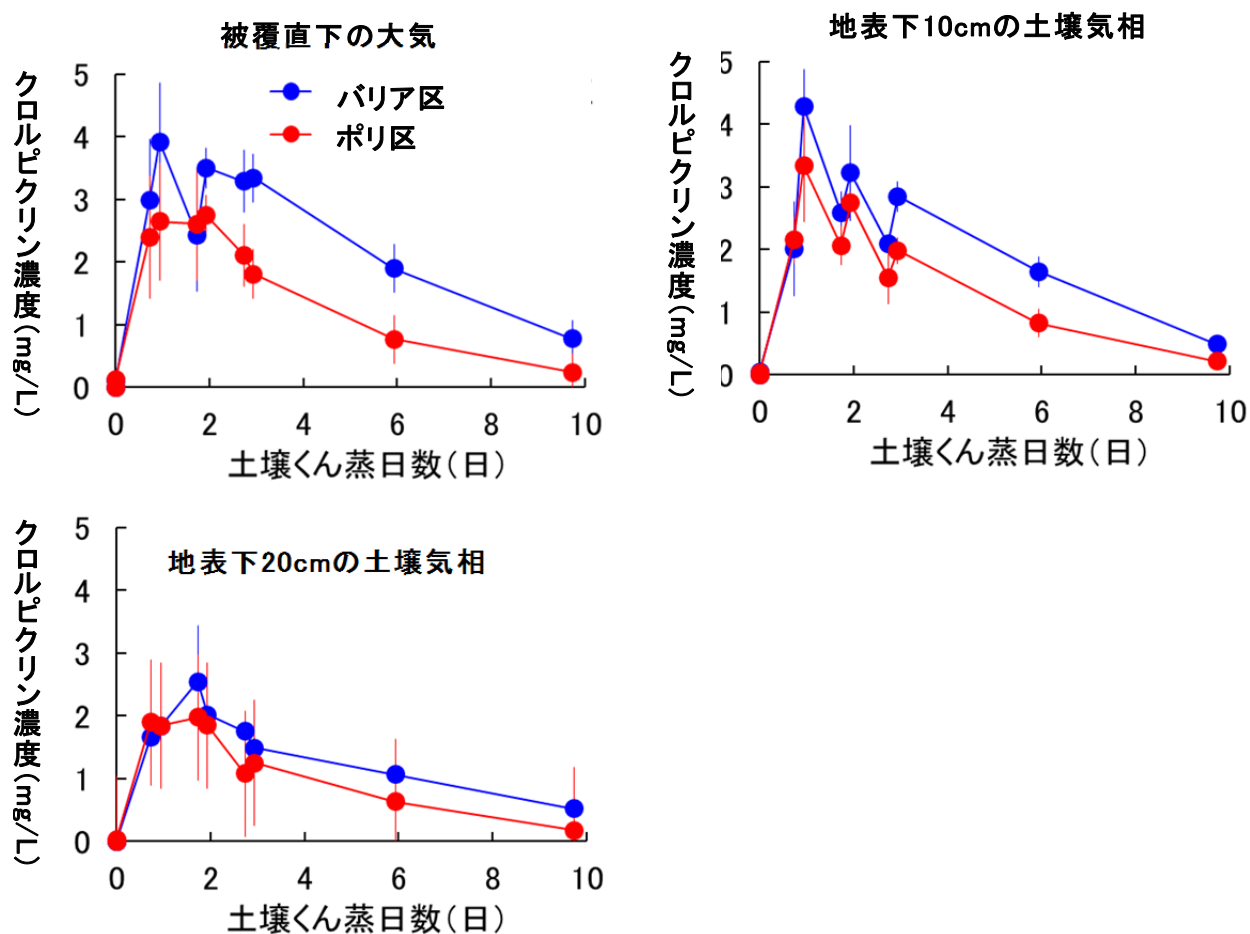 被覆直下の大気
クロルピクリン濃度(mg/L)
5
4
3
2
1
0
バリア区
ポリ区
0 2 4 6 8 10
土壌くん蒸日数(日)
地表下10cmの土壌気相
クロルピクリン濃度(mg/L)
5
4
3
2
1
0
0 2 4 6 8 10
土壌くん蒸日数(日)
地表下20cmの土壌気相
クロルピクリン濃度(mg/L)
5
4
3
2
1
0
0 2 4 6 8 10
土壌くん蒸日数(日)